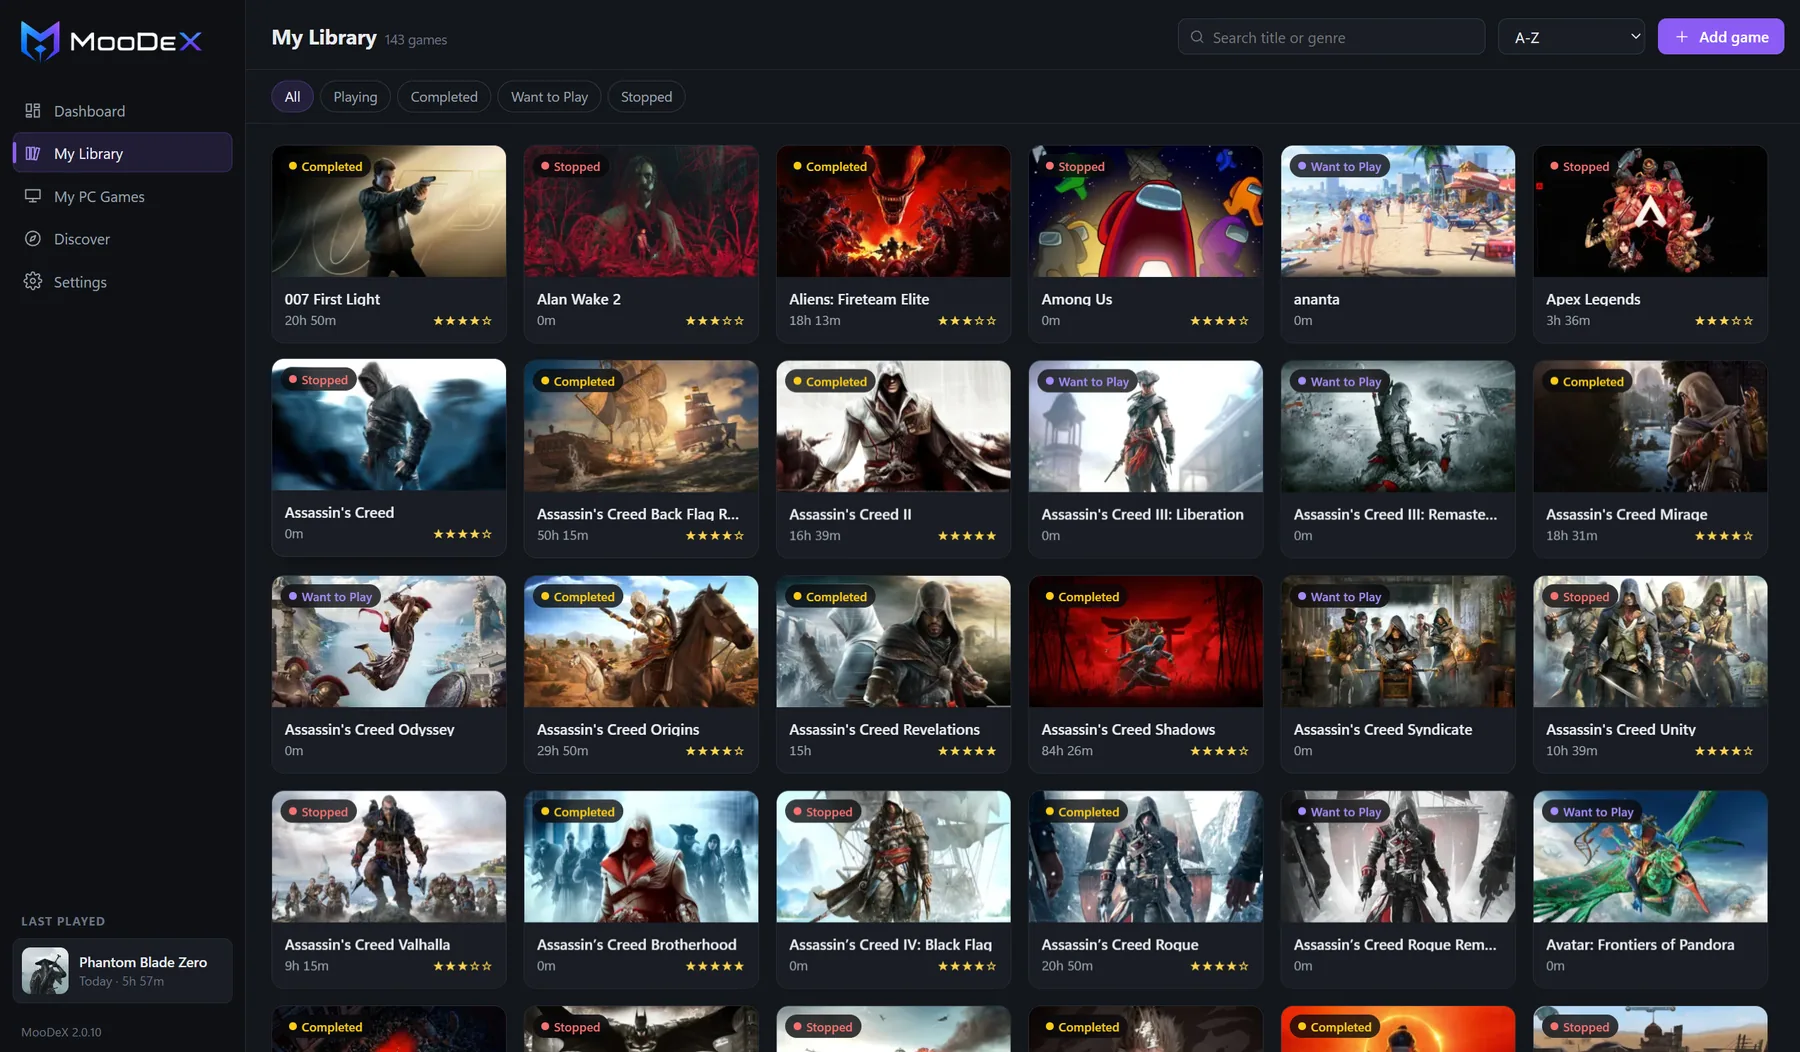 MooDeX
My Library 143 games
Search title or genre
A-Z
+ Add game
Dashboard
My Library
My PC Games
Discover
Settings
All
Playing
Completed
Want to Play
Stopped
Completed
007 First Light
20h 50m
Stopped
Alan Wake 2
0m
Completed
Aliens: Fireteam Elite
18h 13m
Stopped
Among Us
0m
Want to Play
ananta
0m
Stopped
Apex Legends
3h 36m
Stopped
Assassin's Creed
0m
Completed
Assassin's Creed Back Flag R...
50h 15m
Completed
Assassin's Creed II
16h 39m
Want to Play
Assassin's Creed III: Liberation
0m
Want to Play
Assassin's Creed III: Remaste...
0m
Completed
Assassin's Creed Mirage
18h 31m
Want to Play
Assassin's Creed Odyssey
0m
Completed
Assassin's Creed Origins
29h 50m
Completed
Assassin's Creed Revelations
15h
Completed
Assassin's Creed Shadows
84h 26m
Want to Play
Assassin's Creed Syndicate
0m
Stopped
Assassin's Creed Unity
10h 39m
Stopped
Assassin's Creed Valhalla
9h 15m
Completed
Assassin’s Creed Brotherhood
0m
Stopped
Assassin’s Creed IV: Black Flag
0m
Completed
Assassin’s Creed Rogue
20h 50m
Want to Play
Assassin’s Creed Rogue Rem...
0m
Want to Play
Avatar: Frontiers of Pandora
0m
Completed
Stopped
Stopped
Completed
Completed
Stopped
LAST PLAYED
Phantom Blade Zero
Today · 5h 57m
MooDeX 2.0.10